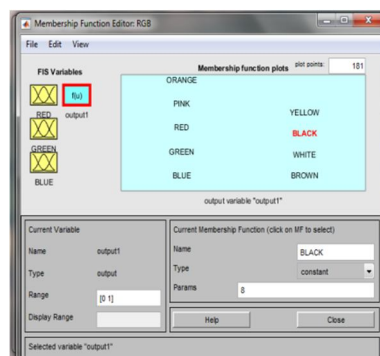 Membership Function Editor: RGB
File Edit View
FIS Variables
Membership function plots plot points: 181
f(u)
RED output1
GREEN
BLUE
ORANGE
PINK
RED
GREEN
BLUE
YELLOW
BLACK
WHITE
BROWN
output variable "output1"
Current Variable
Name output1
Type output
Range [0 1]
Display Range
Current Membership Function (click on MF to select)
Name BLACK
Type constant
Params 8
Help Close
Selected variable "output1"